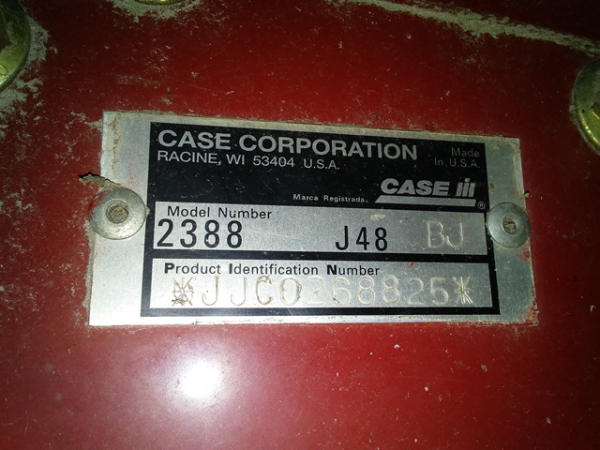 CASE CORPORATION
RACINE, WI 53404 U.S.A.
Made
In, U.S.A.
Marca Registrada
CASE III
®
Model Number
2388 J48 BJ
Product Identification Number
*JJC0268825*